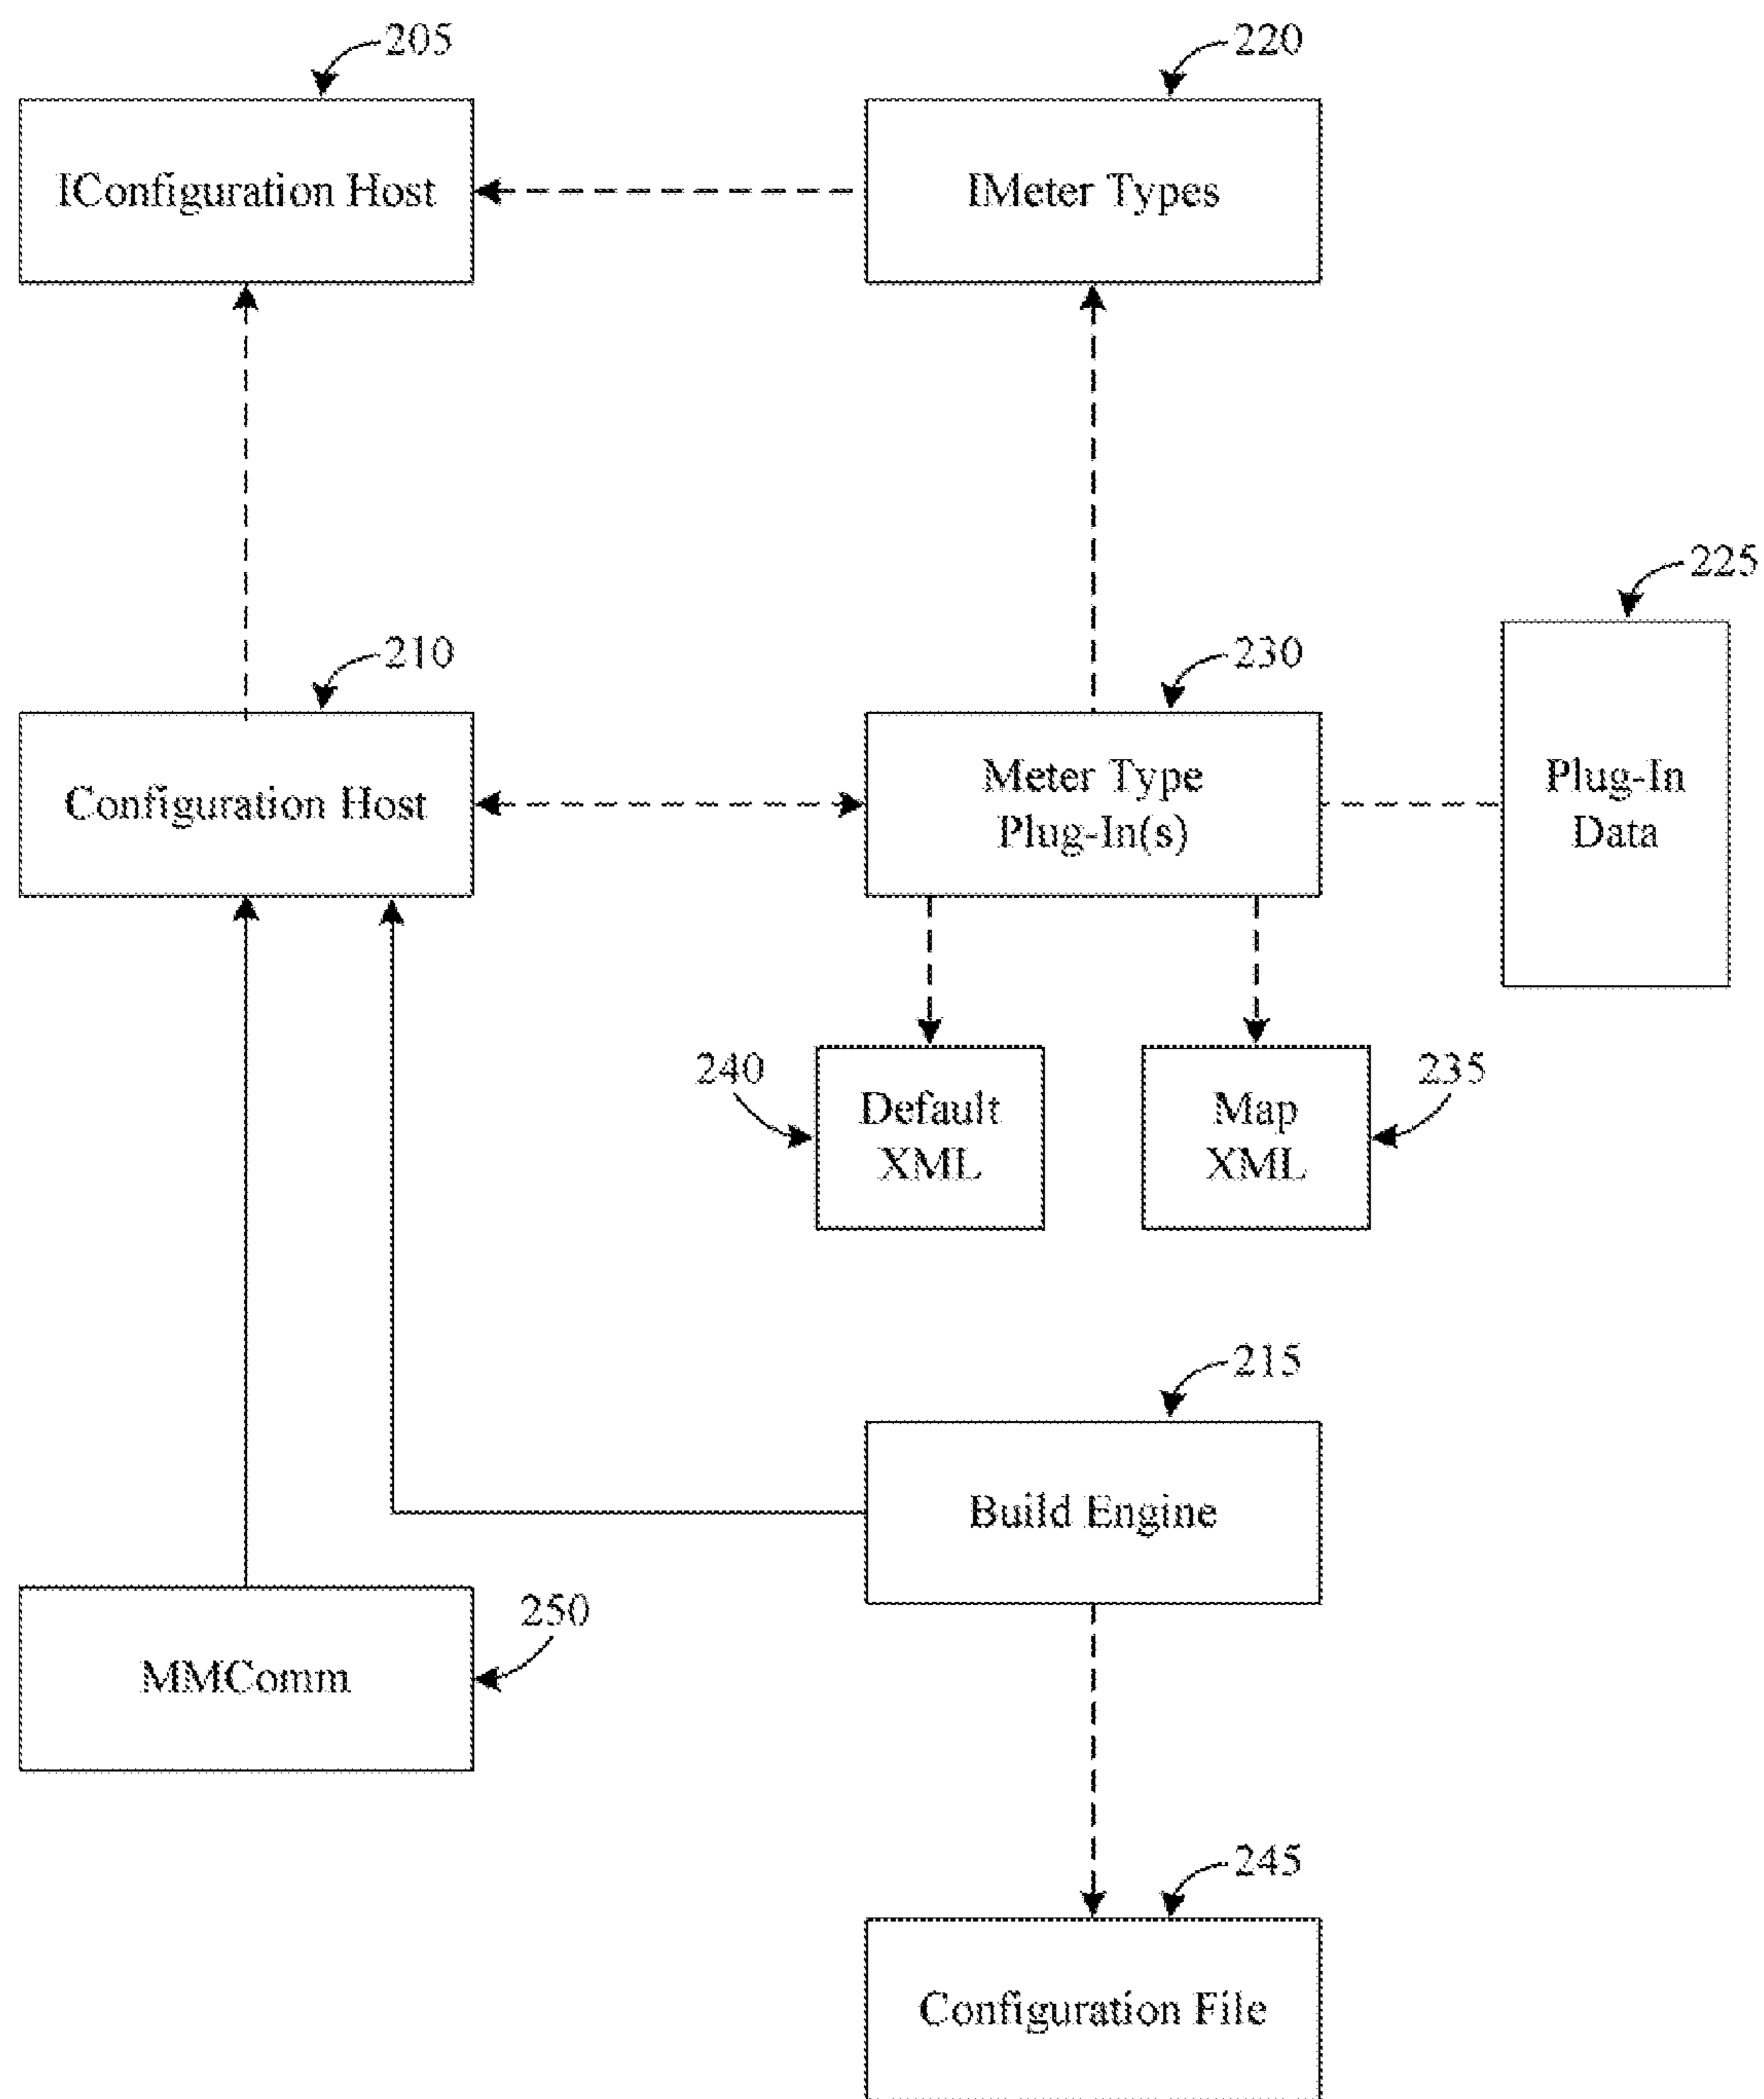 205
220
IConfiguration Host
IMeter Types
225
210
230
Configuration Host
Meter Type
Plug-In(s)
Plug-In
Data
240
Default
XML
Map
XML
235
215
Build Engine
250
MMComm
245
Configuration File